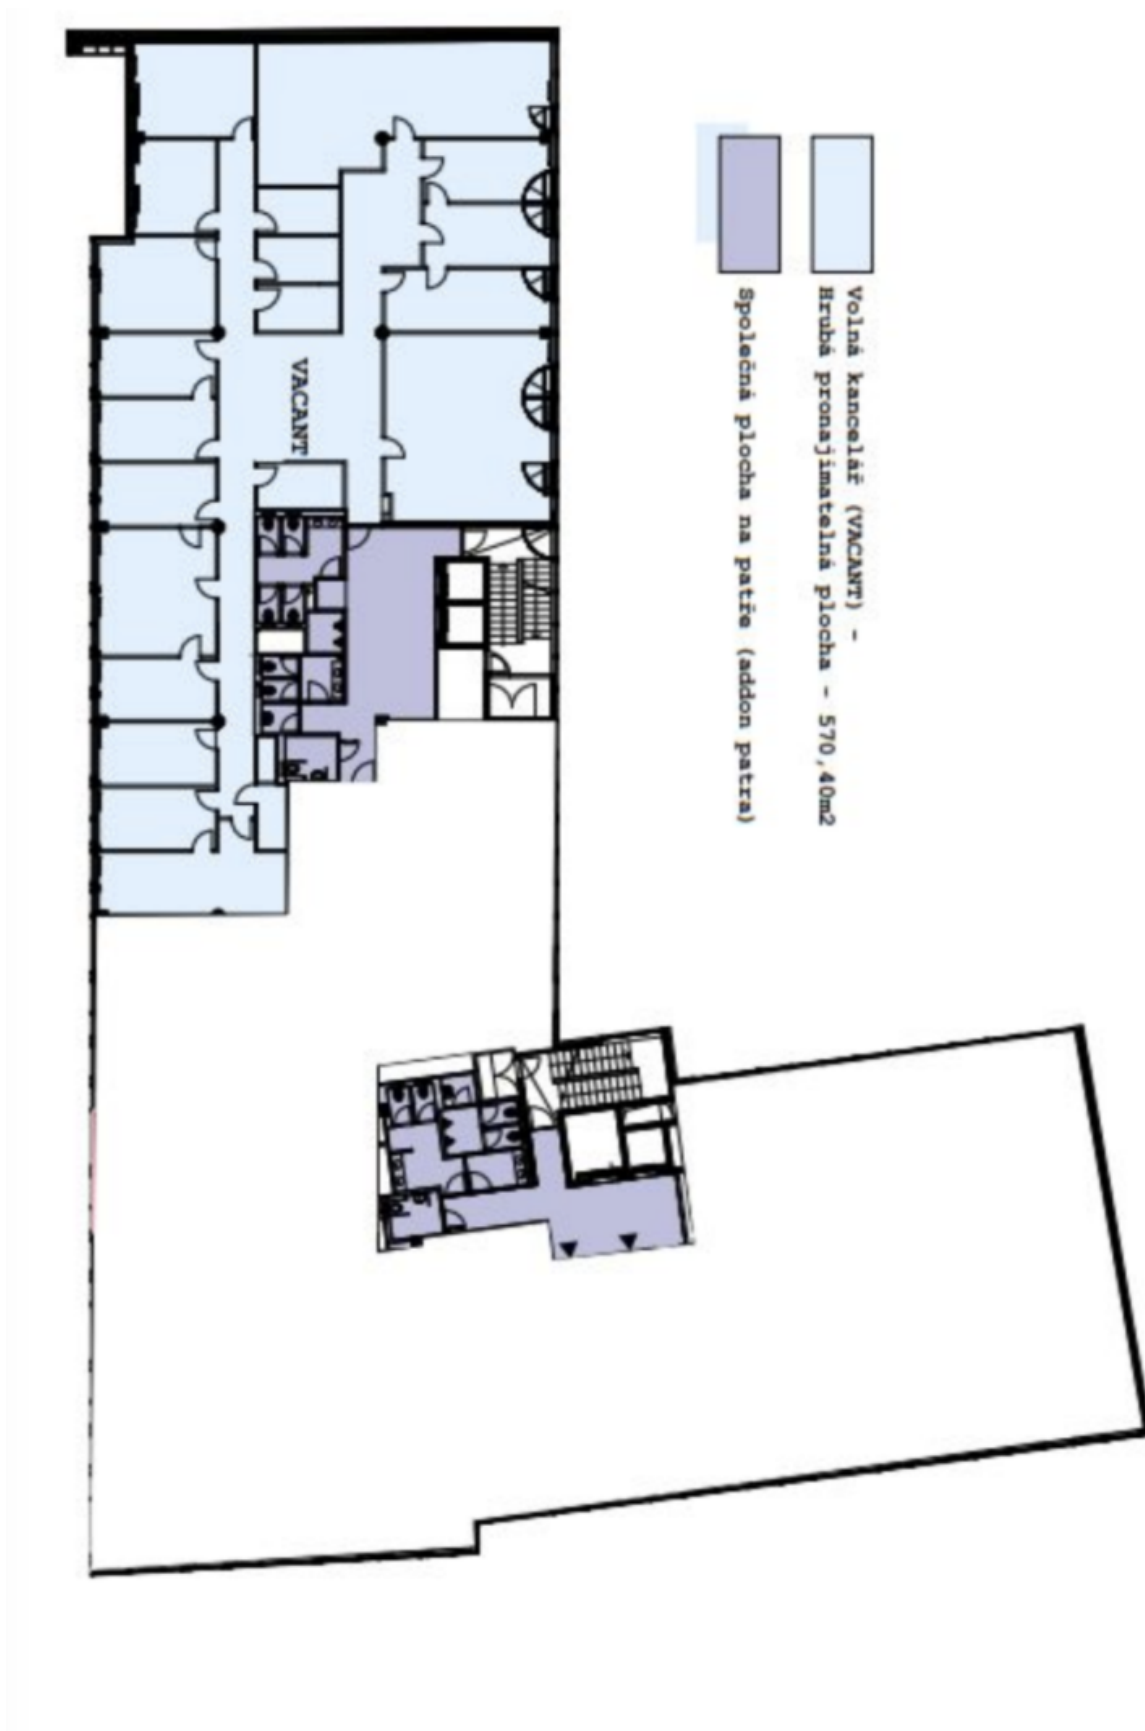 Volná kancelář (VACANT) -
Hrubá pronajímatelná plocha - 570,40m2
Společná plocha na patře (addon patra)
VACANT